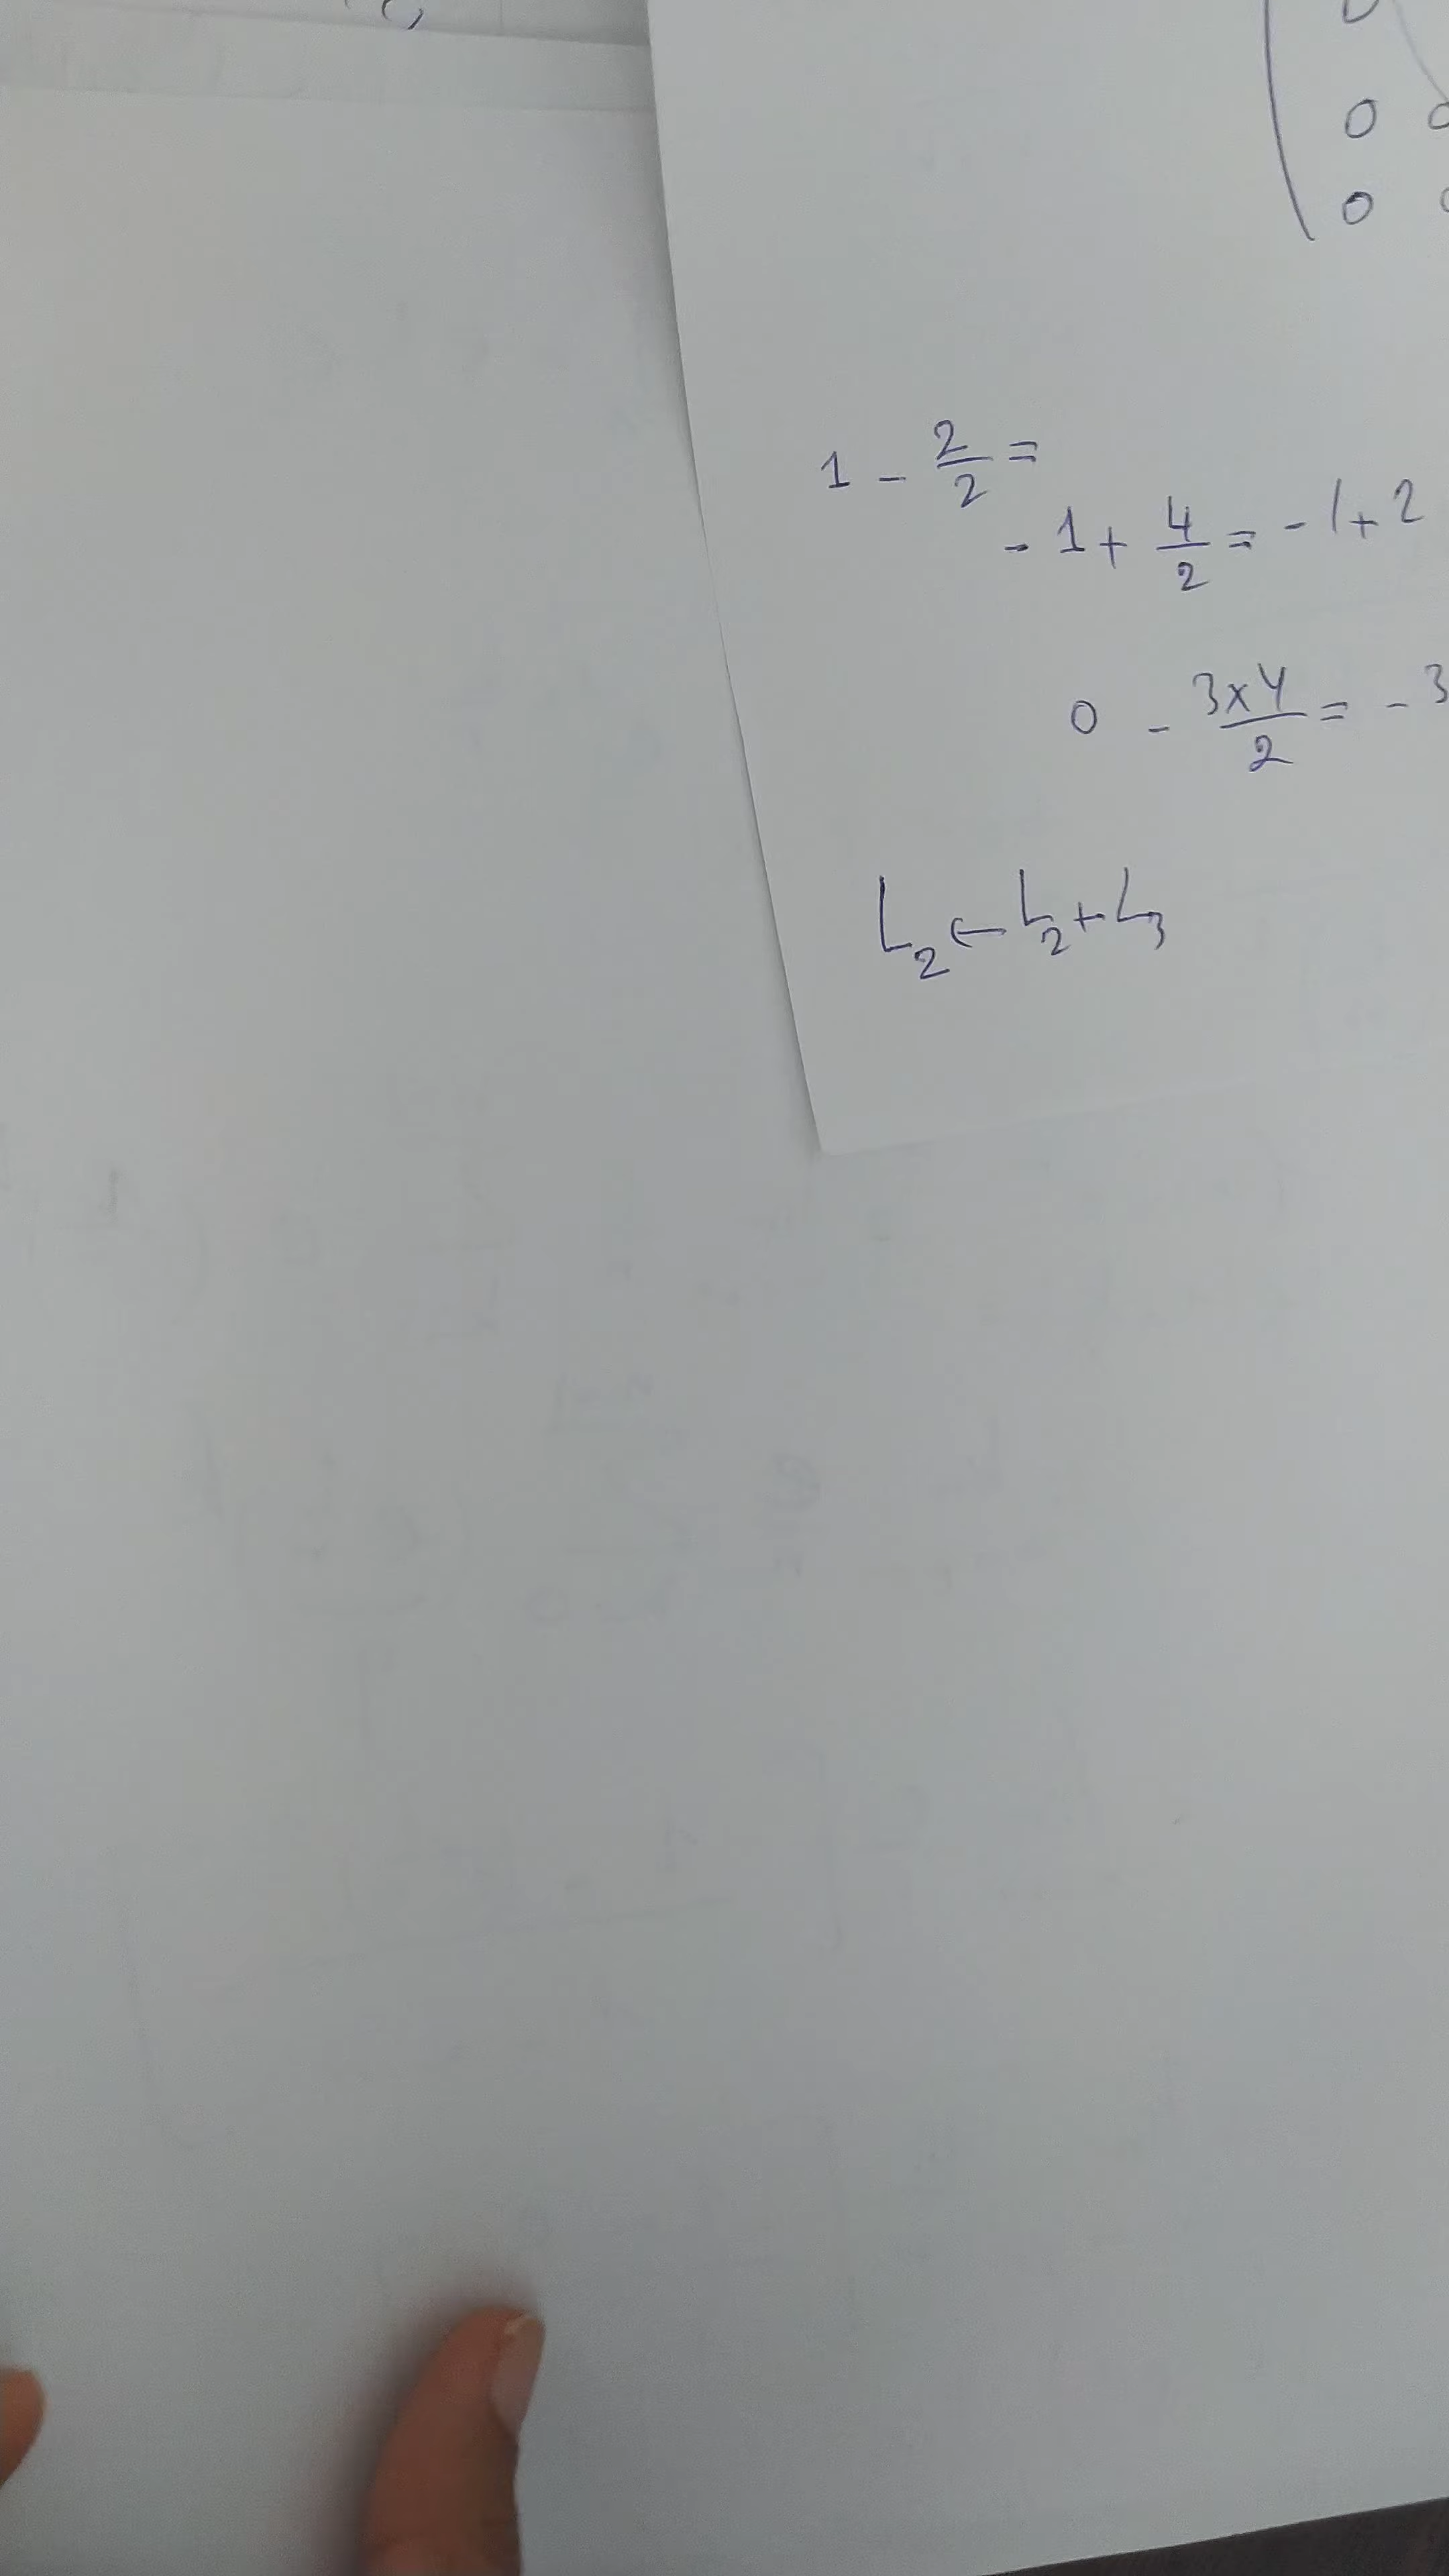 0
0
1 - 2/2 =
- 1 + 4/2 = - 1 + 2
0 - 3x4/2 = - 3
L2 ← L2 + L3